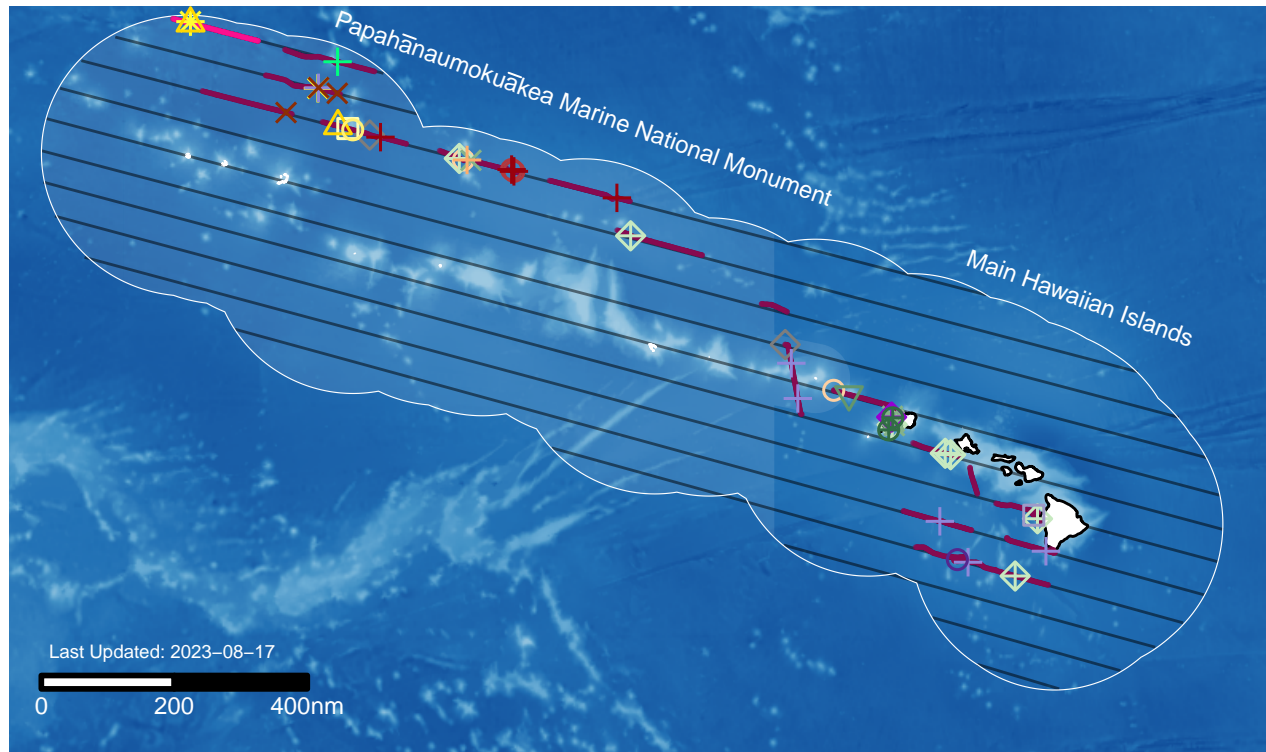 Papahānaumokuākea Marine National Monument
Main Hawaiian Islands
Last Updated: 2023−08−17
0 200 400nm